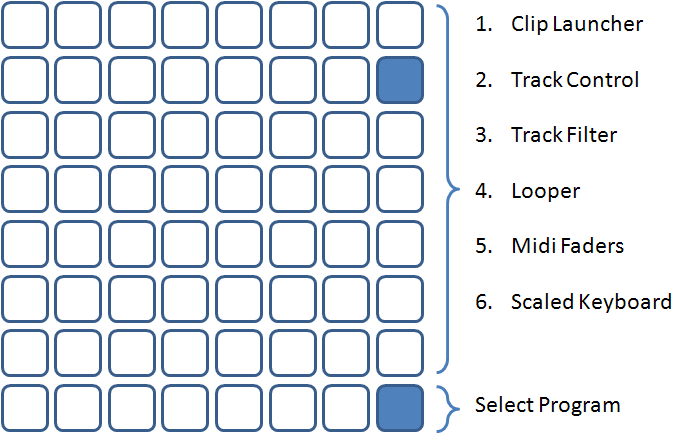 1. Clip Launcher
2. Track Control
3. Track Filter
4. Looper
5. Midi Faders
6. Scaled Keyboard
Select Program